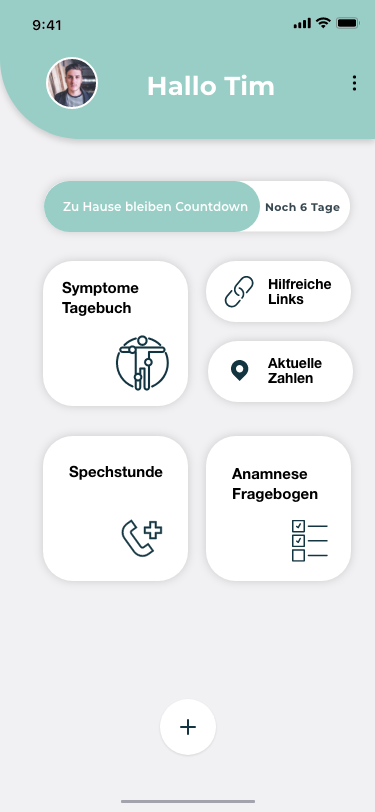 9:41
Hallo Tim
Zu Hause bleiben Countdown
Noch 6 Tage
Symptome
Tagebuch
Hilfreiche
Links
Aktuelle
Zahlen
Spechstunde
Anamnese
Fragebogen